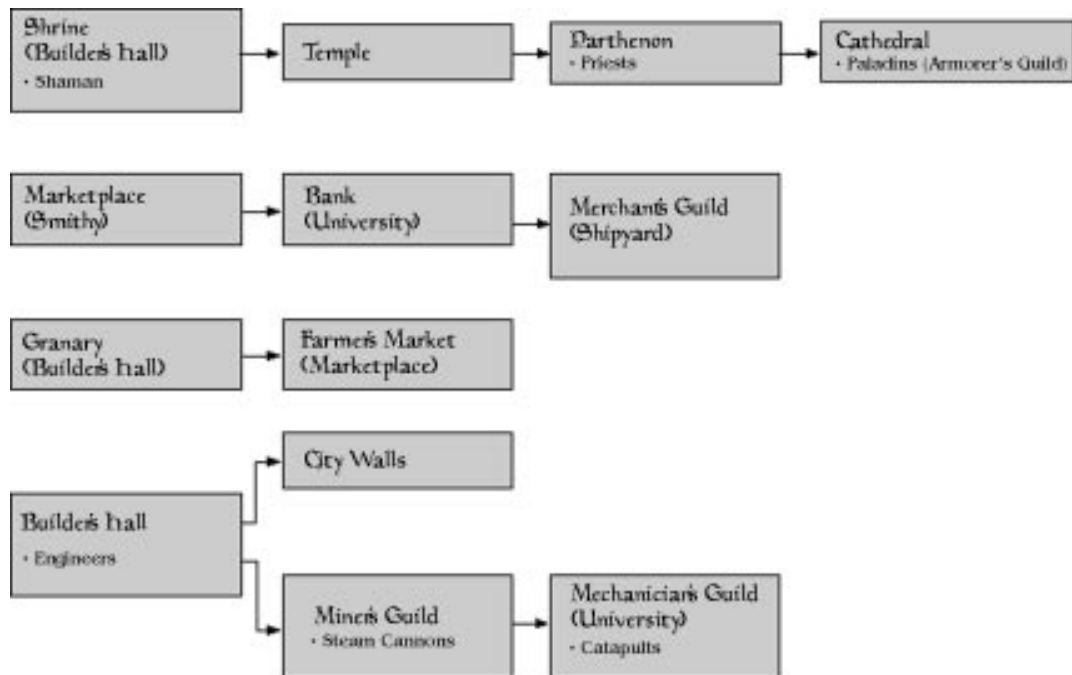 Shrine
(Builder's Hall)
• Shaman
Temple
Parthenon
• Priests
Cathedral
• Paladins (Armorer's Guild)
Marketplace
(Smithy)
Bank
(University)
Merchant's Guild
(Shipyard)
Granary
(Builder's Hall)
Farmer's Market
(Marketplace)
City Walls
Builder's Hall
• Engineers
Miner's Guild
• Steam Cannons
Mechanician's Guild
(University)
• Catapults